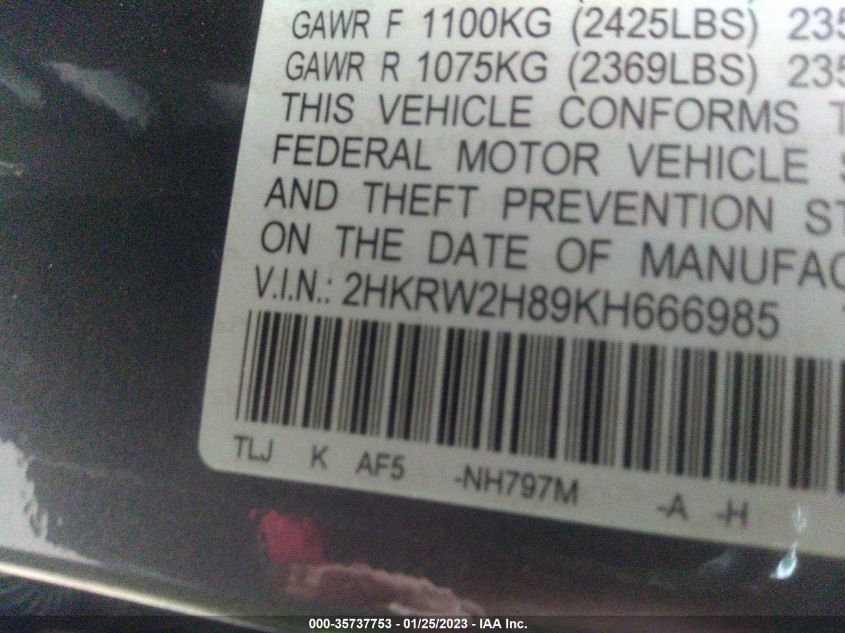 GAWR F 1100KG (2425LBS) 235
GAWR R 1075KG (2369LBS) 235
THIS VEHICLE CONFORMS T
FEDERAL MOTOR VEHICLE S
AND THEFT PREVENTION ST
ON THE DATE OF MANUFAC
V.I.N.: 2HKRW2H89KH666985
TLJ K AF5 -NH797M -A -H
000-35737753 - 01/25/2023 - IAA Inc.